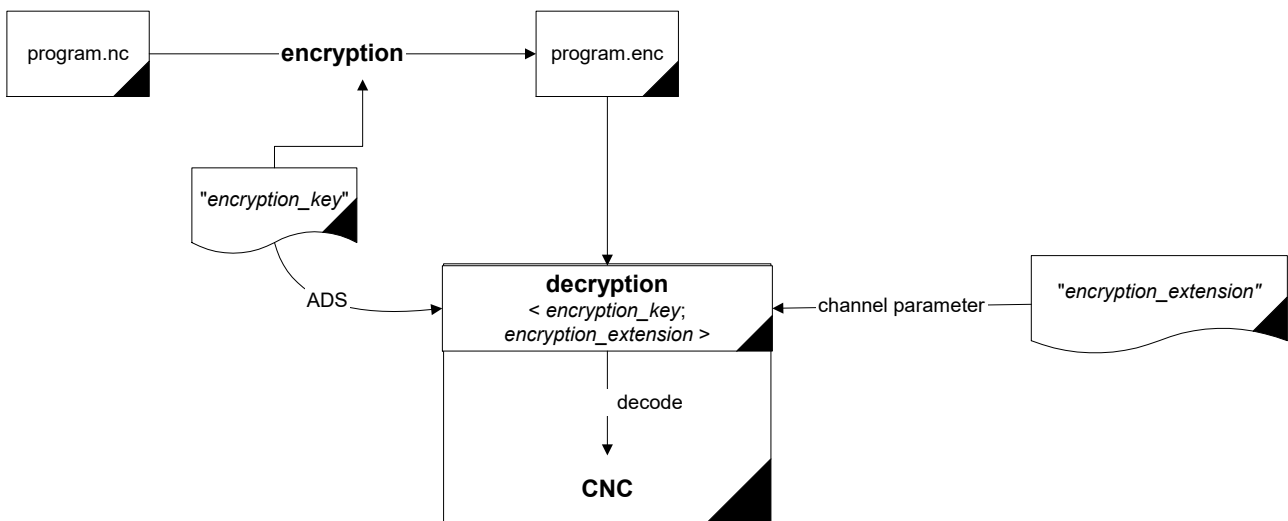 program.nc
encryption
program.enc
"encryption_key"
ADS
decryption
< encryption_key;
encryption_extension >
channel parameter
"encryption_extension"
decode
CNC